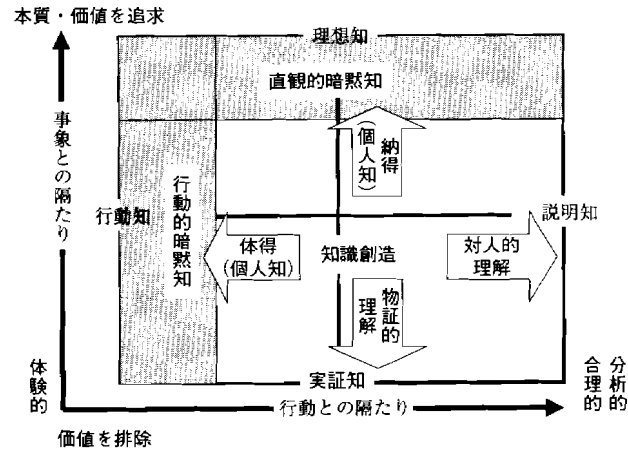 本質・価値を追求
理想知
直観的暗黙知
事象との隔たり
納得
(個人知)
行動的暗黙知
行動知
説明知
体得
(個人知)
知識創造
対人的
理解
物証的
理解
体験的
実証知
分析的
合理的
行動との隔たり
価値を排除